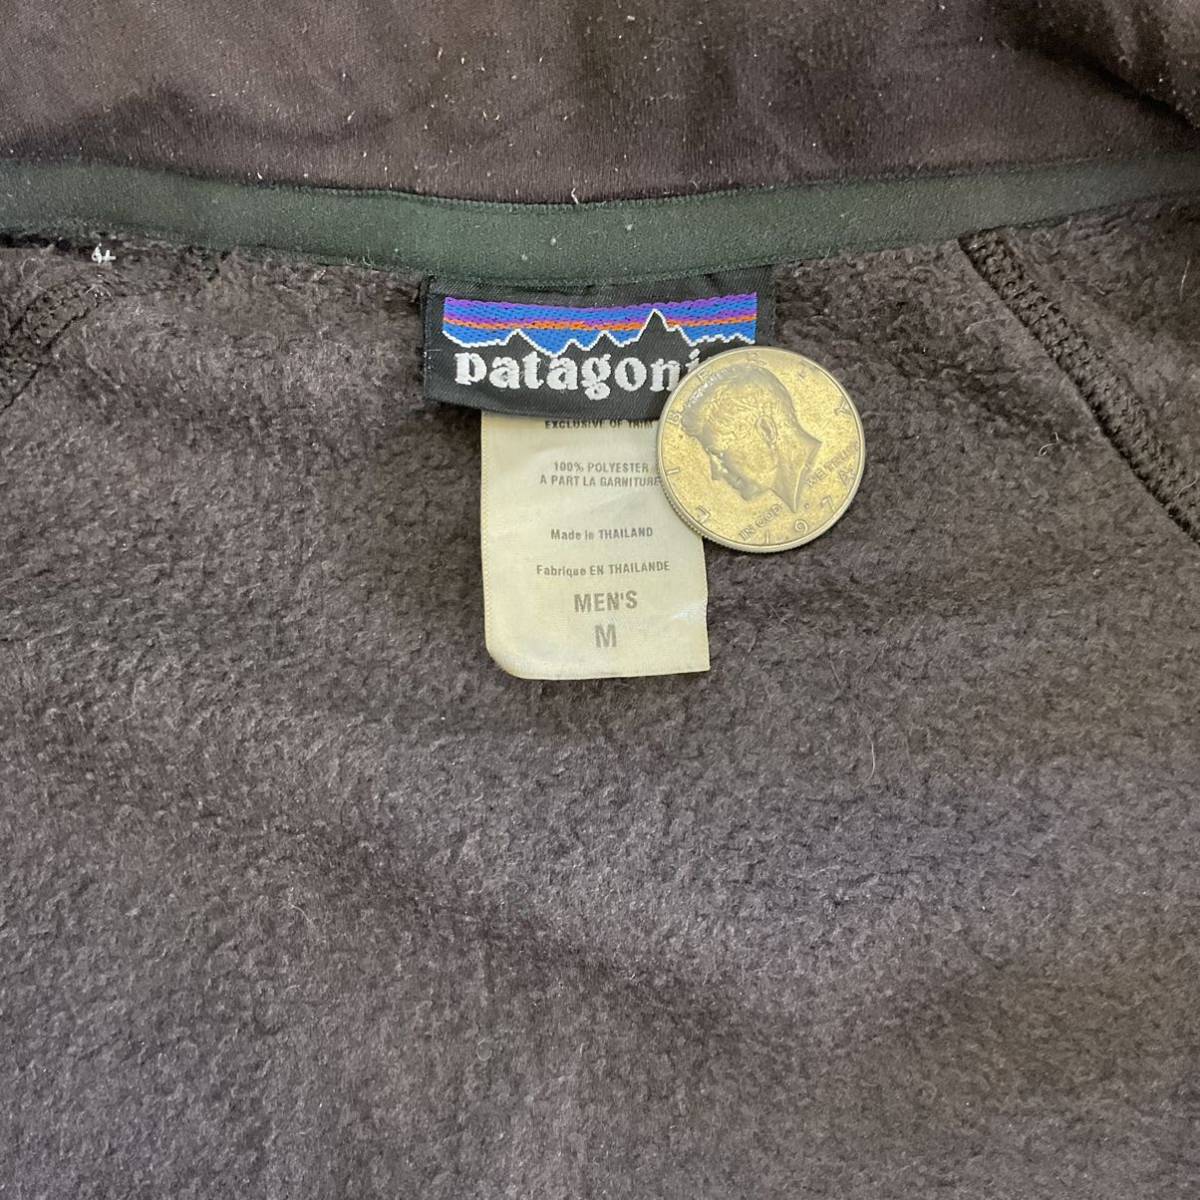 patagoni
EXCLUSIVE OF TRIM
100% POLYESTER
A PART LA GARNITURE
Made in THAILAND
Fabrique EN THAILANDE
MEN'S
M
IN GOD
WE TRUST
197